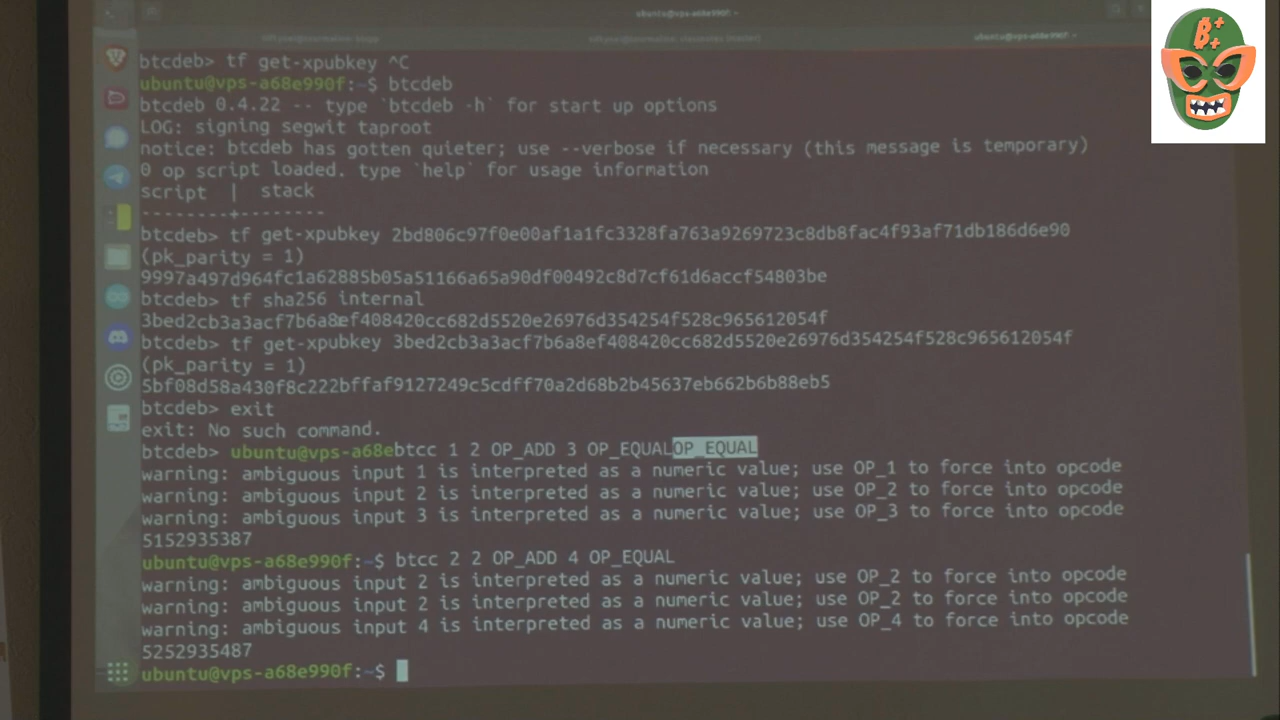 ubuntu@vps-a68e990f: ~
btcdeb> tf get-xpubkey ^C
ubuntu@vps-a68e990f:~$ btcdeb
btcdeb 0.4.22 -- type `btcdeb -h` for start up options
LOG: signing segwit taproot
notice: btcdeb has gotten quieter; use --verbose if necessary (this message is temporary)
0 op script loaded. type `help` for usage information
script | stack
--------+--------
btcdeb> tf get-xpubkey 2bd806c97f0e00af1a1fc3328fa763a9269723c8db8fac4f93af71db186d6e90
(pk_parity = 1)
9997a497d964fc1a62885b05a51166a65a90df00492c8d7cf61d6accf54803be
btcdeb> tf sha256 internal
3bed2cb3a3acf7b6a8ef408420cc682d5520e26976d354254f528c965612054f
btcdeb> tf get-xpubkey 3bed2cb3a3acf7b6a8ef408420cc682d5520e26976d354254f528c965612054f
(pk_parity = 1)
5bf08d58a430f8c222bffaf9127249c5cdff70a2d68b2b45637eb662b6b88eb5
btcdeb> exit
exit: No such command.
btcdeb> ubuntu@vps-a68ebtcc 1 2 OP_ADD 3 OP_EQUALOP_EQUAL
warning: ambiguous input 1 is interpreted as a numeric value; use OP_1 to force into opcode
warning: ambiguous input 2 is interpreted as a numeric value; use OP_2 to force into opcode
warning: ambiguous input 3 is interpreted as a numeric value; use OP_3 to force into opcode
5152935387
ubuntu@vps-a68e990f:~$ btcc 2 2 OP_ADD 4 OP_EQUAL
warning: ambiguous input 2 is interpreted as a numeric value; use OP_2 to force into opcode
warning: ambiguous input 2 is interpreted as a numeric value; use OP_2 to force into opcode
warning: ambiguous input 4 is interpreted as a numeric value; use OP_4 to force into opcode
5252935487
ubuntu@vps-a68e990f:~$